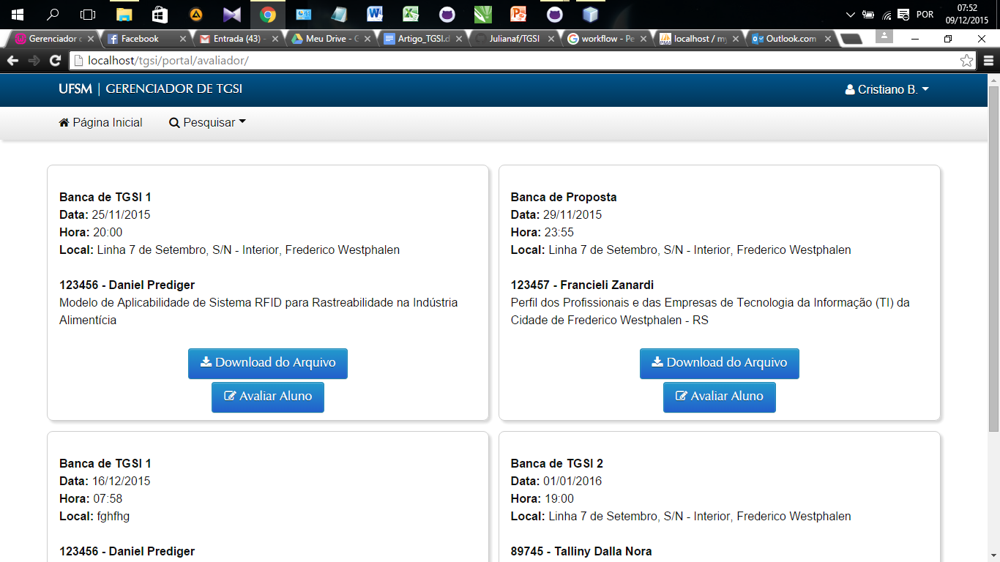 07:52
POR
09/12/2015
Gerenciador d
Facebook
Entrada (43) -
Meu Drive - G
Artigo_TGSI.d
Julianaf/TGSI
workflow - Pe
localhost / my
Outlook.com
localhost/tgsi/portal/avaliador/
UFSM | GERENCIADOR DE TGSI
Cristiano B.
Página Inicial
Pesquisar
Banca de TGSI 1
Data: 25/11/2015
Hora: 20:00
Local: Linha 7 de Setembro, S/N - Interior, Frederico Westphalen
123456 - Daniel Prediger
Modelo de Aplicabilidade de Sistema RFID para Rastreabilidade na Indústria
Alimentícia
Download do Arquivo
Avaliar Aluno
Banca de Proposta
Data: 29/11/2015
Hora: 23:55
Local: Linha 7 de Setembro, S/N - Interior, Frederico Westphalen
123457 - Francieli Zanardi
Perfil dos Profissionais e das Empresas de Tecnologia da Informação (TI) da
Cidade de Frederico Westphalen - RS
Download do Arquivo
Avaliar Aluno
Banca de TGSI 1
Data: 16/12/2015
Hora: 07:58
Local: fghfhg
123456 - Daniel Prediger
Banca de TGSI 2
Data: 01/01/2016
Hora: 19:00
Local: Linha 7 de Setembro, S/N - Interior, Frederico Westphalen
89745 - Talliny Dalla Nora